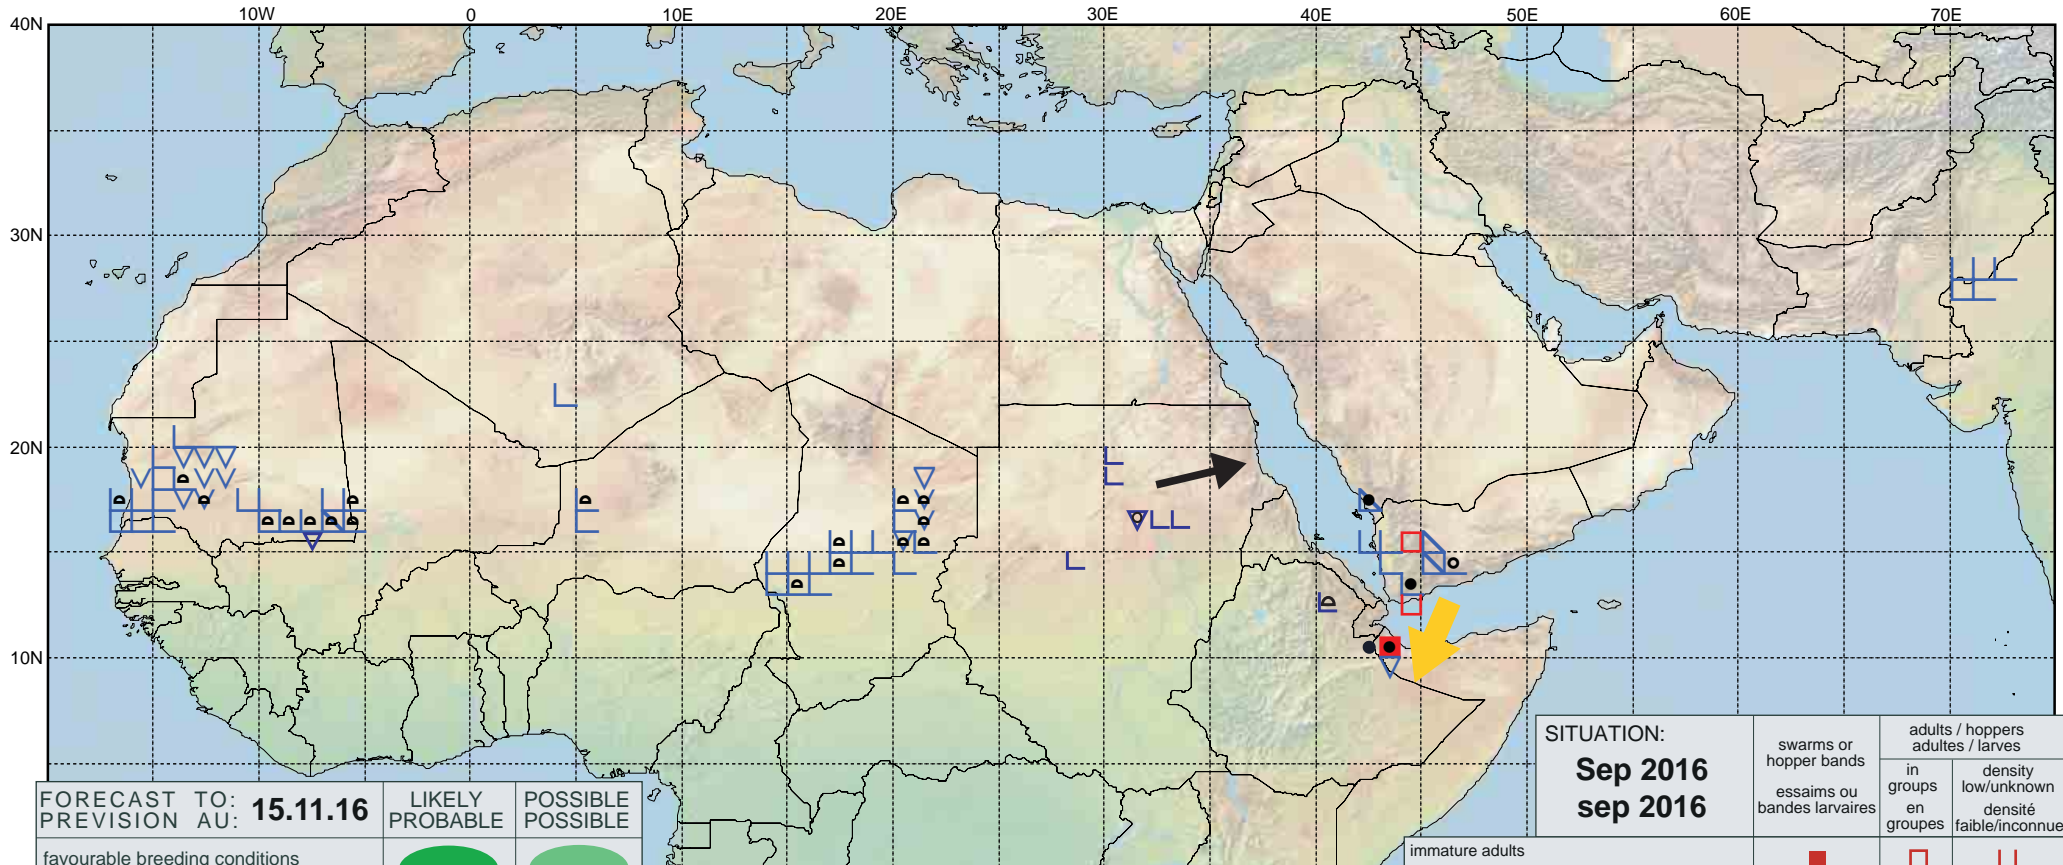 10W 0 10E 20E 30E 40E 50E 60E 70E
40N
30N
20N
10N
D D D D D D D D D
D
D D D D D D D D
D
FORECAST TO: 15.11.16
PREVISION AU:
LIKELY
PROBABLE
POSSIBLE
POSSIBLE
favourable breeding conditions
SITUATION:
Sep 2016
sep 2016
swarms or
hopper bands
essaims ou
bandes larvaires
adults / hoppers
adultes / larves
in
groups
en
groupes
density
low/unknown
densité
faible/inconnue
immature adults